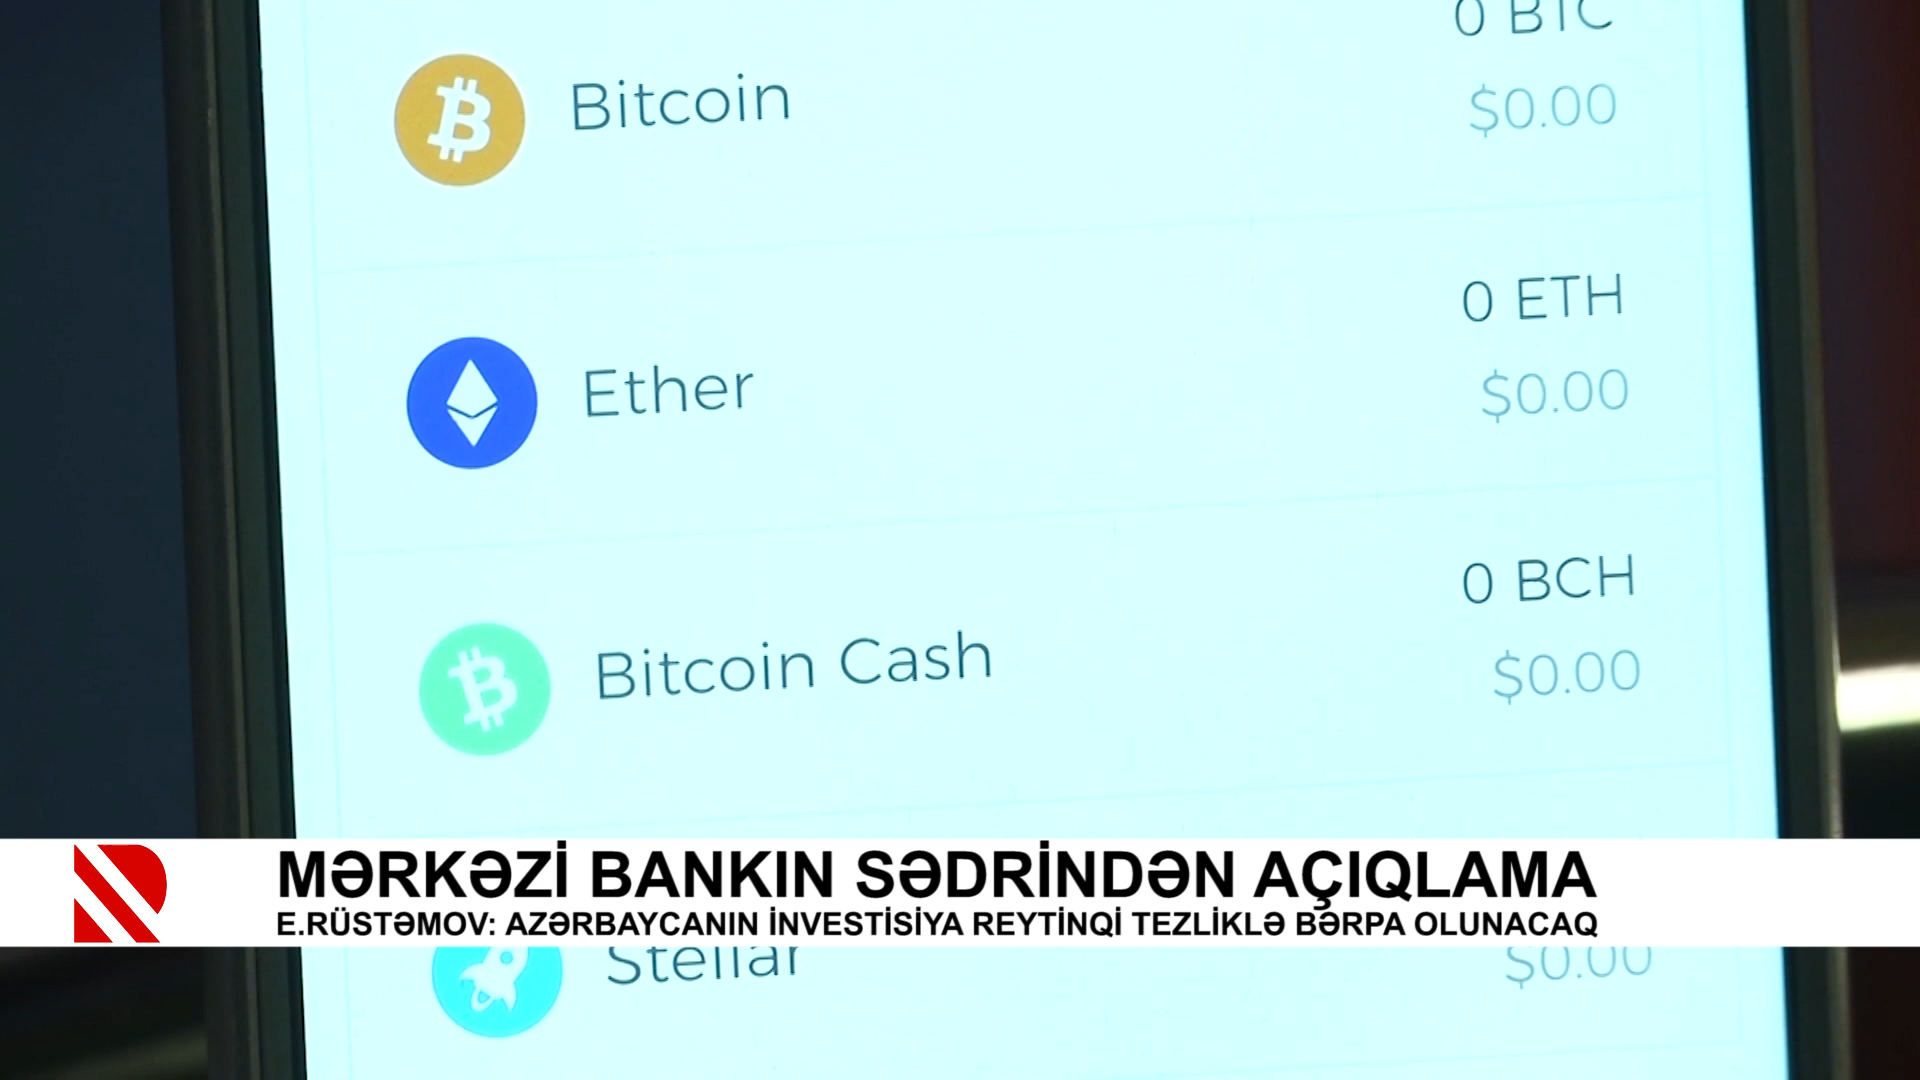 0 BTC
Bitcoin
$0.00
0 ETH
Ether
$0.00
0 BCH
Bitcoin Cash
$0.00
MƏRKƏZİ BANKIN SƏDRİNDƏN AÇIQLAMA
E.RÜSTƏMOV: AZƏRBAYCANIN İNVESTİSİYA REYTİNQİ TEZLİKLƏ BƏRPA OLUNACAQ
Stellar
$0.00